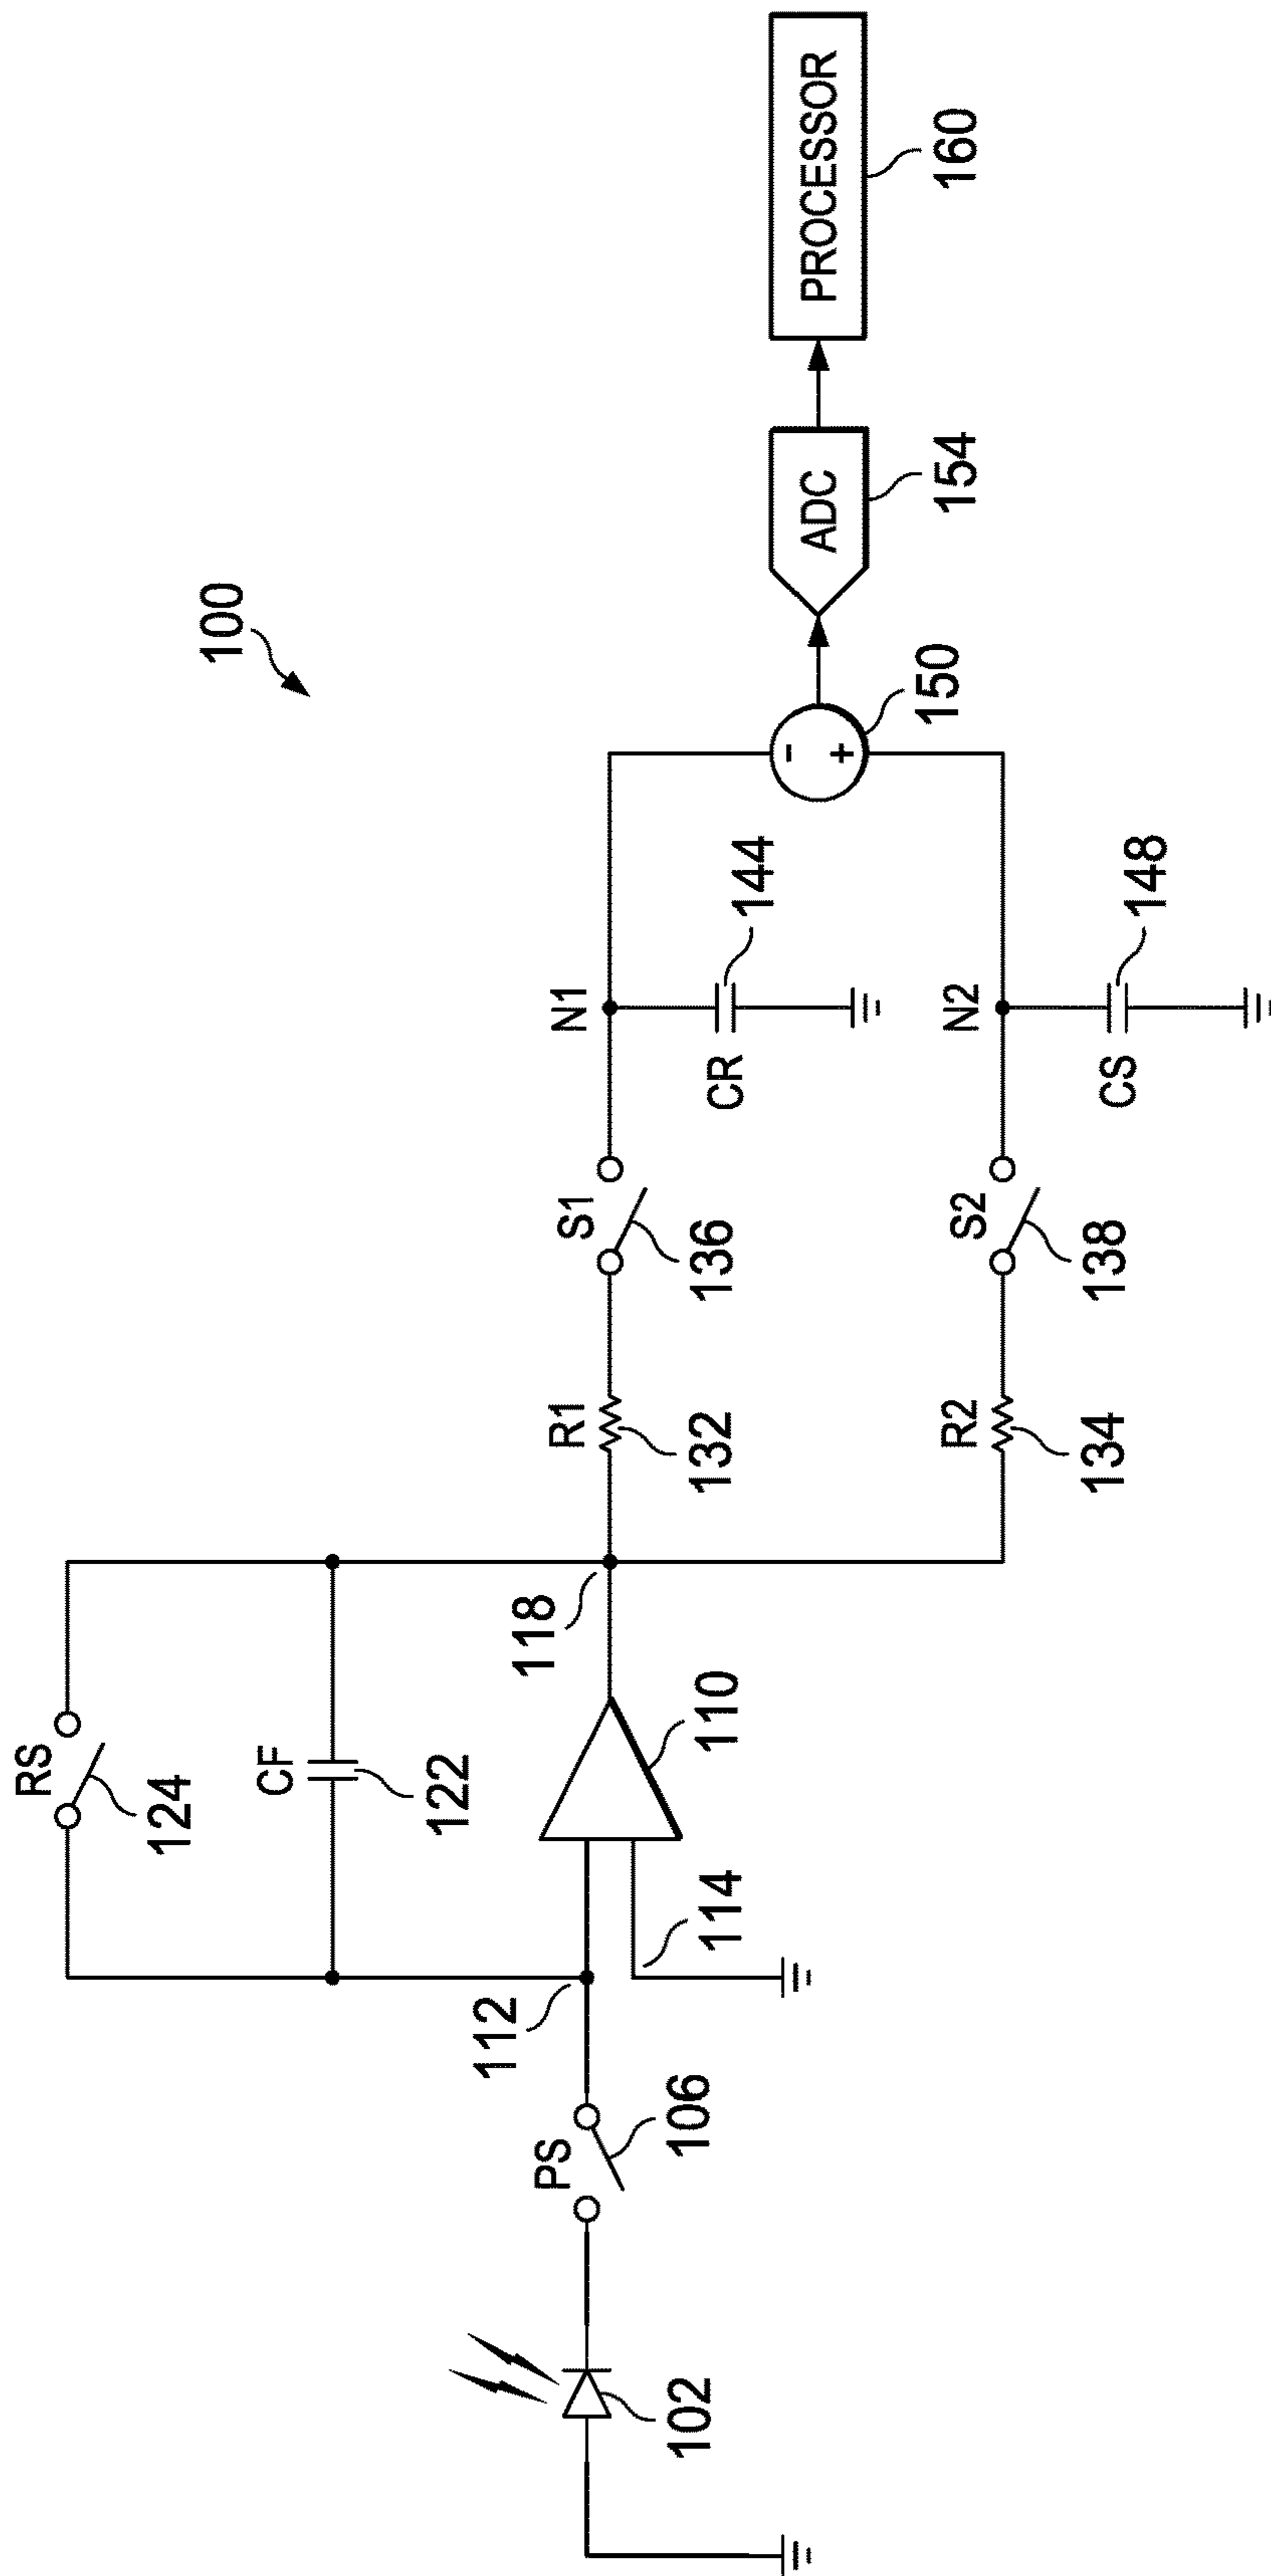 100
RS
124
CF
122
112
114
110
118
PS
106
102
R1
132
S1
136
N1
CR
144
R2
134
S2
138
N2
CS
148
-
+
150
ADC
154
PROCESSOR
160